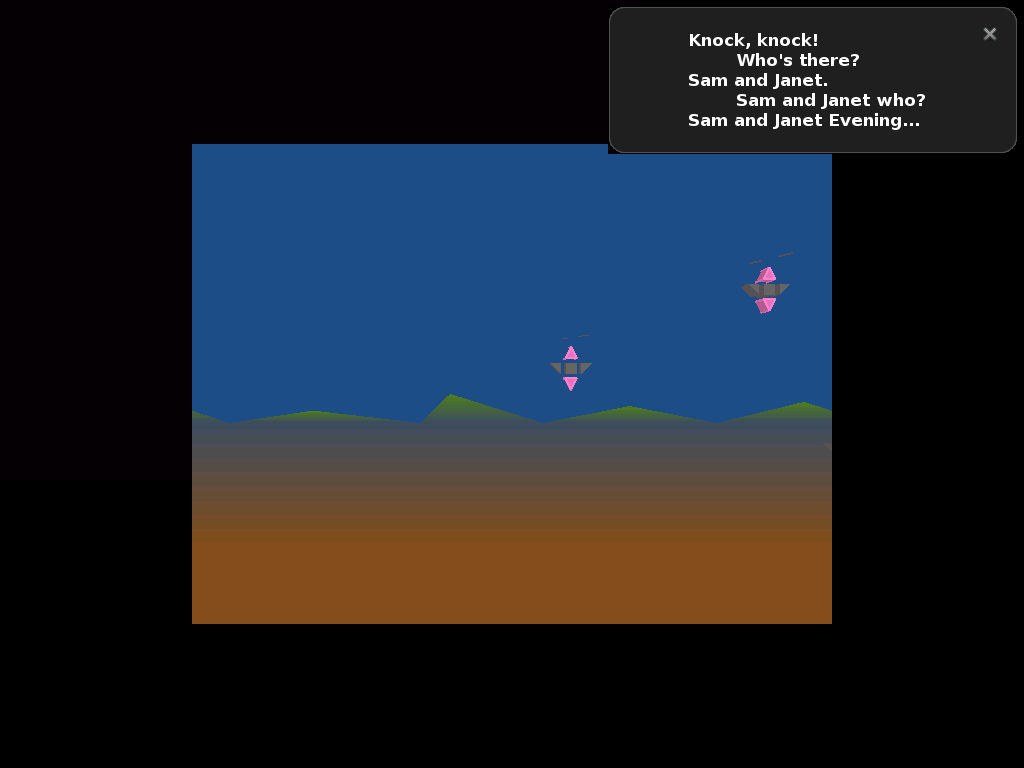 Knock, knock!
Who's there?
Sam and Janet.
Sam and Janet who?
Sam and Janet Evening...